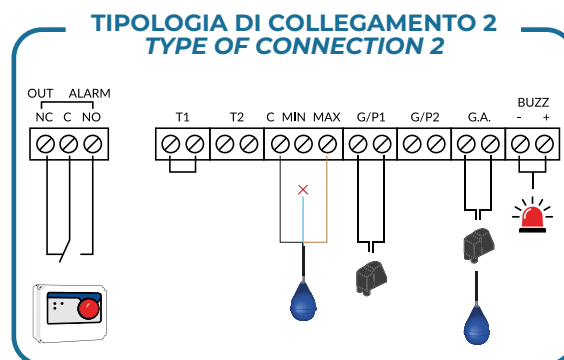 TIPOLOGIA DI COLLEGAMENTO 2
TYPE OF CONNECTION 2
OUT ALARM
NC C NO
T1 T2 C MIN MAX G/P1 G/P2 G.A. BUZZ
- +